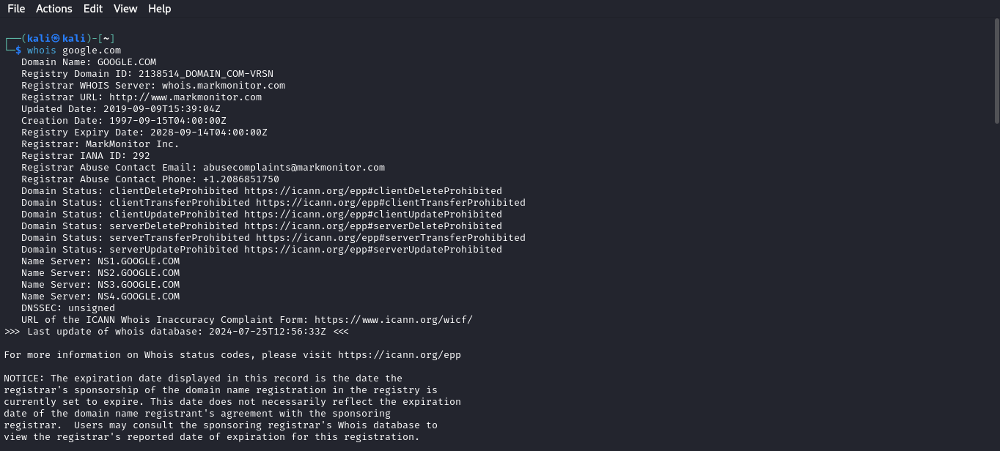 File Actions Edit View Help
┌──(kali㉿kali)-[~]
└─$ whois google.com
Domain Name: GOOGLE.COM
Registry Domain ID: 2138514_DOMAIN_COM-VRSN
Registrar WHOIS Server: whois.markmonitor.com
Registrar URL: http://www.markmonitor.com
Updated Date: 2019-09-09T15:39:04Z
Creation Date: 1997-09-15T04:00:00Z
Registry Expiry Date: 2028-09-14T04:00:00Z
Registrar: MarkMonitor Inc.
Registrar IANA ID: 292
Registrar Abuse Contact Email: abusecomplaints@markmonitor.com
Registrar Abuse Contact Phone: +1.2086851750
Domain Status: clientDeleteProhibited https://icann.org/epp#clientDeleteProhibited
Domain Status: clientTransferProhibited https://icann.org/epp#clientTransferProhibited
Domain Status: clientUpdateProhibited https://icann.org/epp#clientUpdateProhibited
Domain Status: serverDeleteProhibited https://icann.org/epp#serverDeleteProhibited
Domain Status: serverTransferProhibited https://icann.org/epp#serverTransferProhibited
Domain Status: serverUpdateProhibited https://icann.org/epp#serverUpdateProhibited
Name Server: NS1.GOOGLE.COM
Name Server: NS2.GOOGLE.COM
Name Server: NS3.GOOGLE.COM
Name Server: NS4.GOOGLE.COM
DNSSEC: unsigned
URL of the ICANN Whois Inaccuracy Complaint Form: https://www.icann.org/wicf/
>>> Last update of whois database: 2024-07-25T12:56:33Z <<<
For more information on Whois status codes, please visit https://icann.org/epp
NOTICE: The expiration date displayed in this record is the date the
registrar's sponsorship of the domain name registration in the registry is
currently set to expire. This date does not necessarily reflect the expiration
date of the domain name registrant's agreement with the sponsoring
registrar.  Users may consult the sponsoring registrar's Whois database to
view the registrar's reported date of expiration for this registration.